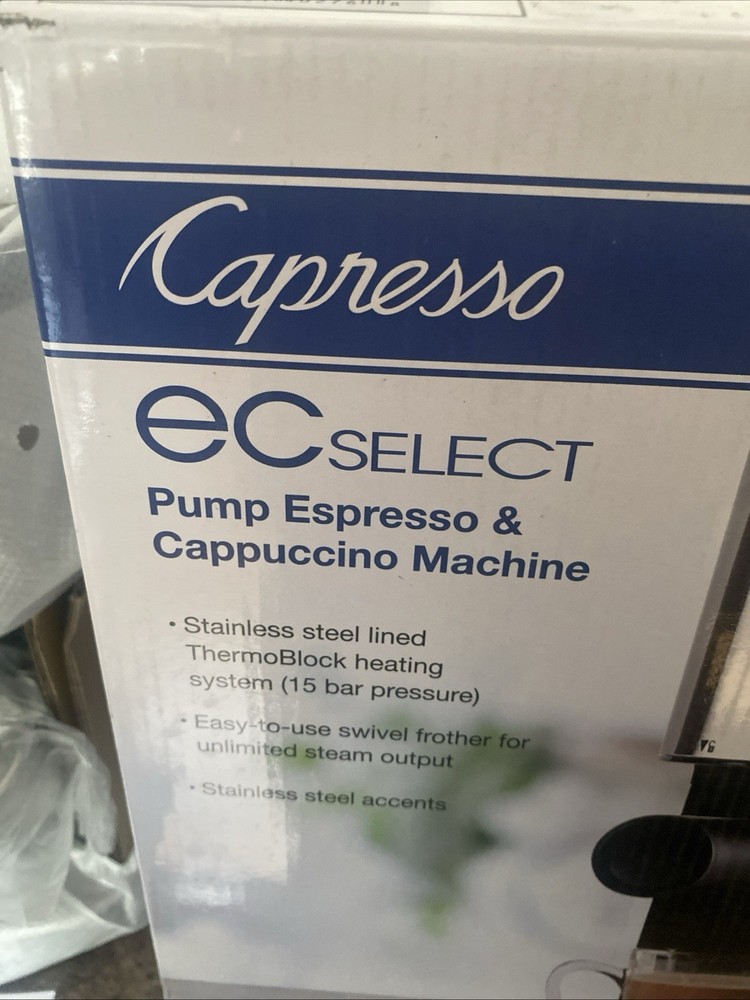 Capresso
eCSELECT
Pump Espresso &
Cappuccino Machine
• Stainless steel lined
ThermoBlock heating
system (15 bar pressure)
• Easy-to-use swivel frother for
unlimited steam output
• Stainless steel accents